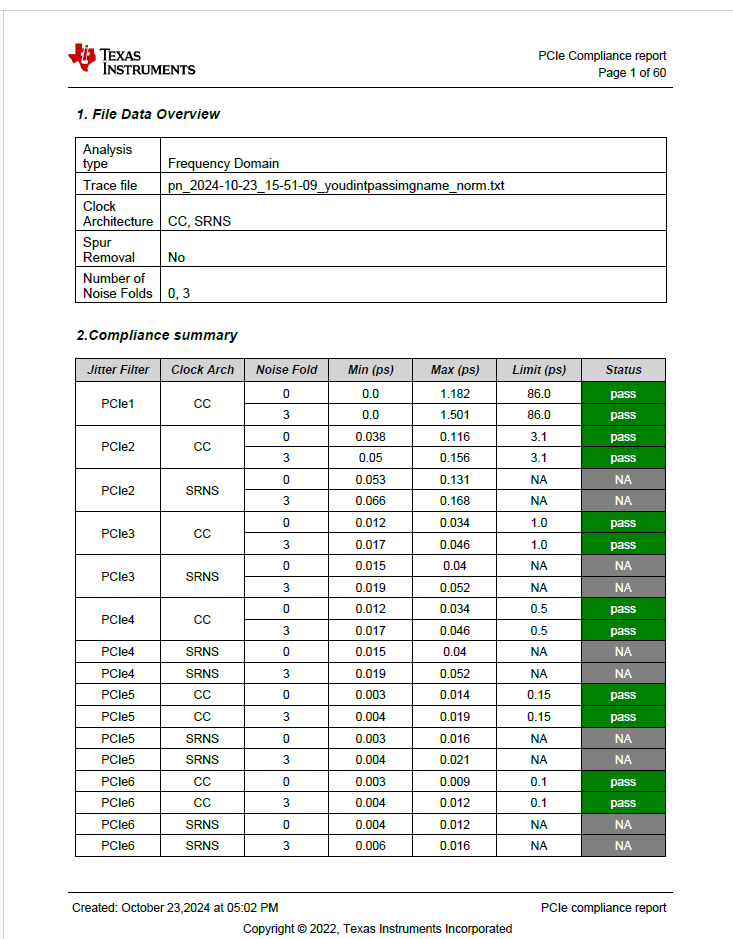 TEXAS
INSTRUMENTS
PCIe Compliance report
Page 1 of 60
1. File Data Overview
Analysis
type
Frequency Domain
Trace file pn_2024-10-23_15-51-09_youdintpassimgname_norm.txt
Clock
Architecture CC, SRNS
Spur
Removal No
Number of
Noise Folds 0, 3
2.Compliance summary
Jitter Filter Clock Arch Noise Fold Min (ps) Max (ps) Limit (ps) Status
PCIe1 CC 0 0.0 1.182 86.0 pass
3 0.0 1.501 86.0 pass
PCIe2 CC 0 0.038 0.116 3.1 pass
3 0.05 0.156 3.1 pass
PCIe2 SRNS 0 0.053 0.131 NA NA
3 0.066 0.168 NA NA
PCIe3 CC 0 0.012 0.034 1.0 pass
3 0.017 0.046 1.0 pass
PCIe3 SRNS 0 0.015 0.04 NA NA
3 0.019 0.052 NA NA
PCIe4 CC 0 0.012 0.034 0.5 pass
3 0.017 0.046 0.5 pass
PCIe4 SRNS 0 0.015 0.04 NA NA
PCIe4 SRNS 3 0.019 0.052 NA NA
PCIe5 CC 0 0.003 0.014 0.15 pass
PCIe5 CC 3 0.004 0.019 0.15 pass
PCIe5 SRNS 0 0.003 0.016 NA NA
PCIe5 SRNS 3 0.004 0.021 NA NA
PCIe6 CC 0 0.003 0.009 0.1 pass
PCIe6 CC 3 0.004 0.012 0.1 pass
PCIe6 SRNS 0 0.004 0.012 NA NA
PCIe6 SRNS 3 0.006 0.016 NA NA
Created: October 23,2024 at 05:02 PM
PCIe compliance report
Copyright © 2022, Texas Instruments Incorporated